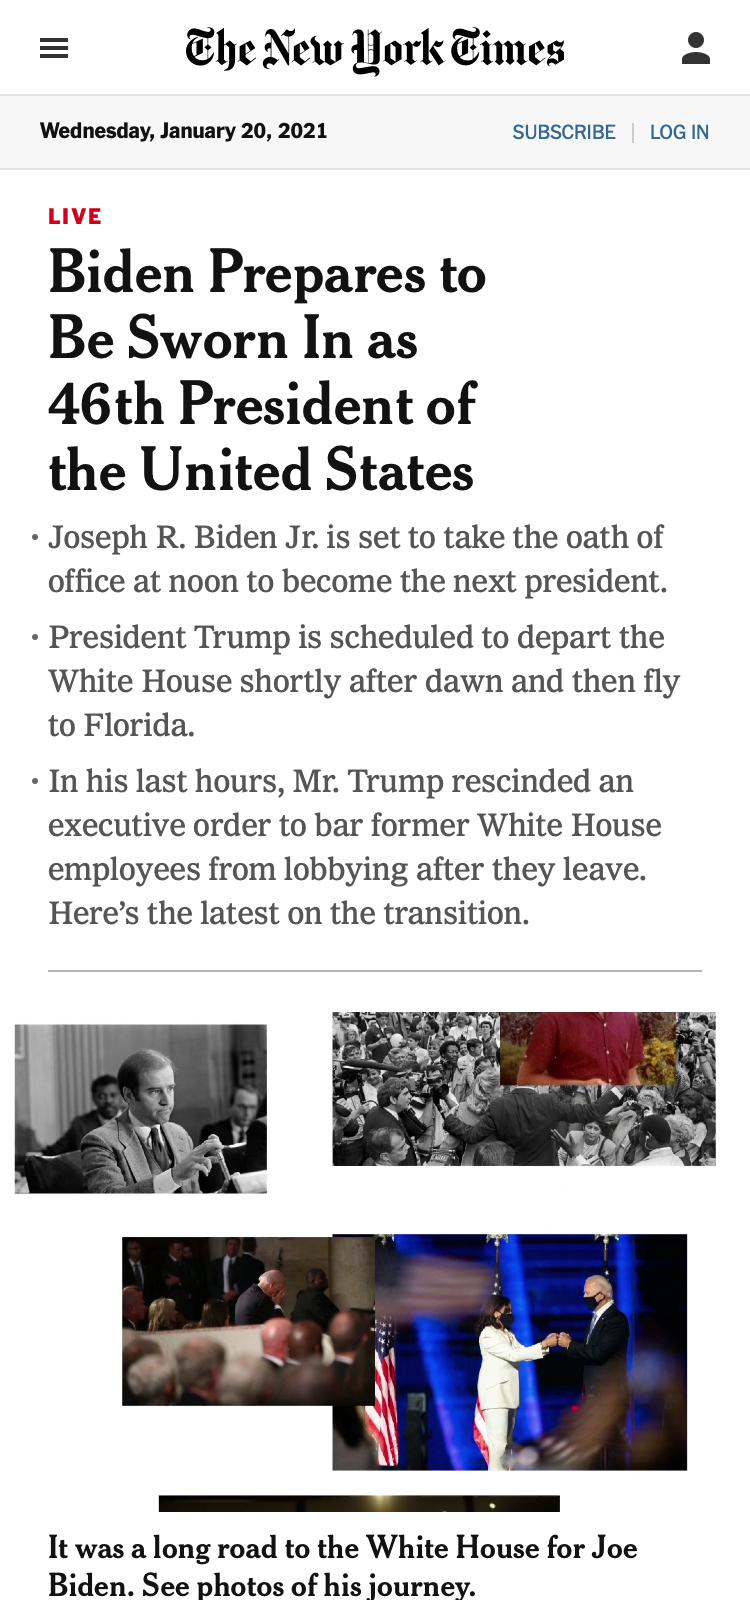 The New York Times
Wednesday, January 20, 2021
SUBSCRIBE | LOG IN
LIVE
Biden Prepares to
Be Sworn In as
46th President of
the United States
• Joseph R. Biden Jr. is set to take the oath of
office at noon to become the next president.
• President Trump is scheduled to depart the
White House shortly after dawn and then fly
to Florida.
• In his last hours, Mr. Trump rescinded an
executive order to bar former White House
employees from lobbying after they leave.
Here’s the latest on the transition.
It was a long road to the White House for Joe
Biden. See photos of his journey.